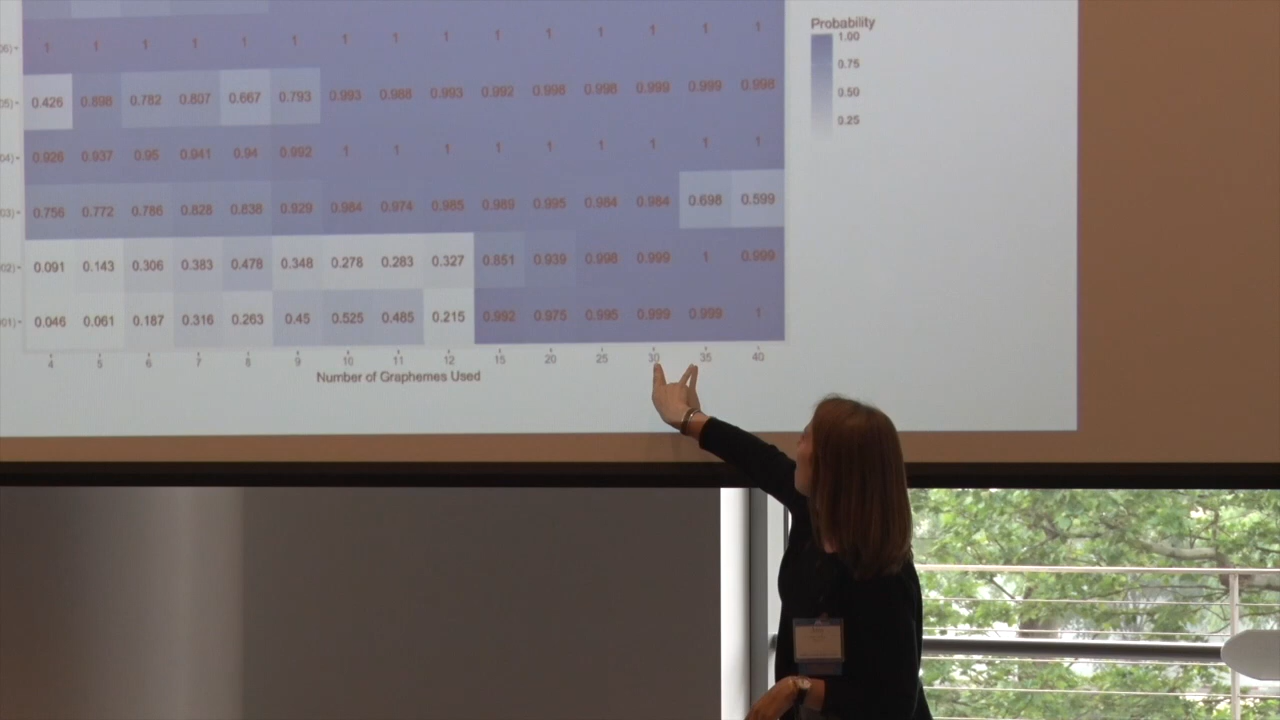 Probability
1.00
0.75
0.50
0.25
06) 1 1 1 1 1 1 1 1 1 1 1 1 1 1 1
05) 0.426 0.898 0.782 0.807 0.667 0.793 0.993 0.988 0.993 0.992 0.998 0.998 0.999 0.999 0.998
04) 0.926 0.937 0.95 0.941 0.94 0.992 1 1 1 1 1 1 1 1 1
03) 0.756 0.772 0.786 0.828 0.838 0.929 0.984 0.974 0.985 0.989 0.995 0.984 0.984 0.698 0.599
02) 0.091 0.143 0.306 0.383 0.478 0.348 0.278 0.283 0.327 0.851 0.939 0.998 0.999 1 0.999
01) 0.046 0.061 0.187 0.316 0.263 0.45 0.525 0.485 0.215 0.992 0.975 0.995 0.999 0.999 1
4 5 6 7 8 9 10 11 12 15 20 25 30 35 40
Number of Graphemes Used